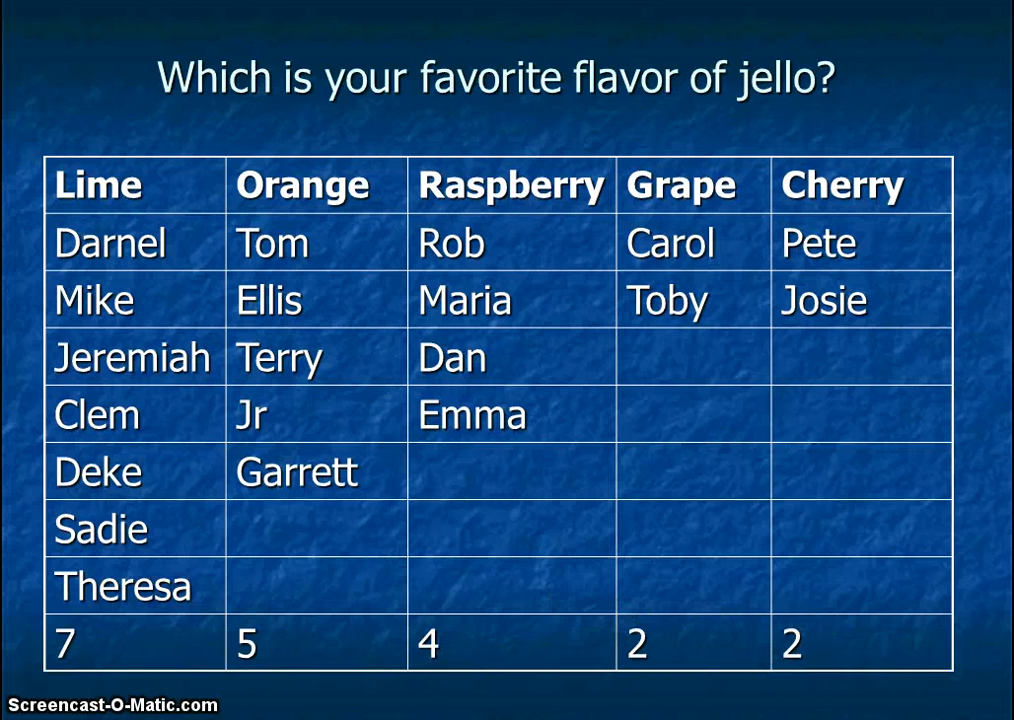 Which is your favorite flavor of jello?
Lime Orange Raspberry Grape Cherry
Darnel Tom Rob Carol Pete
Mike Ellis Maria Toby Josie
Jeremiah Terry Dan
Clem Jr Emma
Deke Garrett
Sadie
Theresa
7 5 4 2 2
Screencast-O-Matic.com